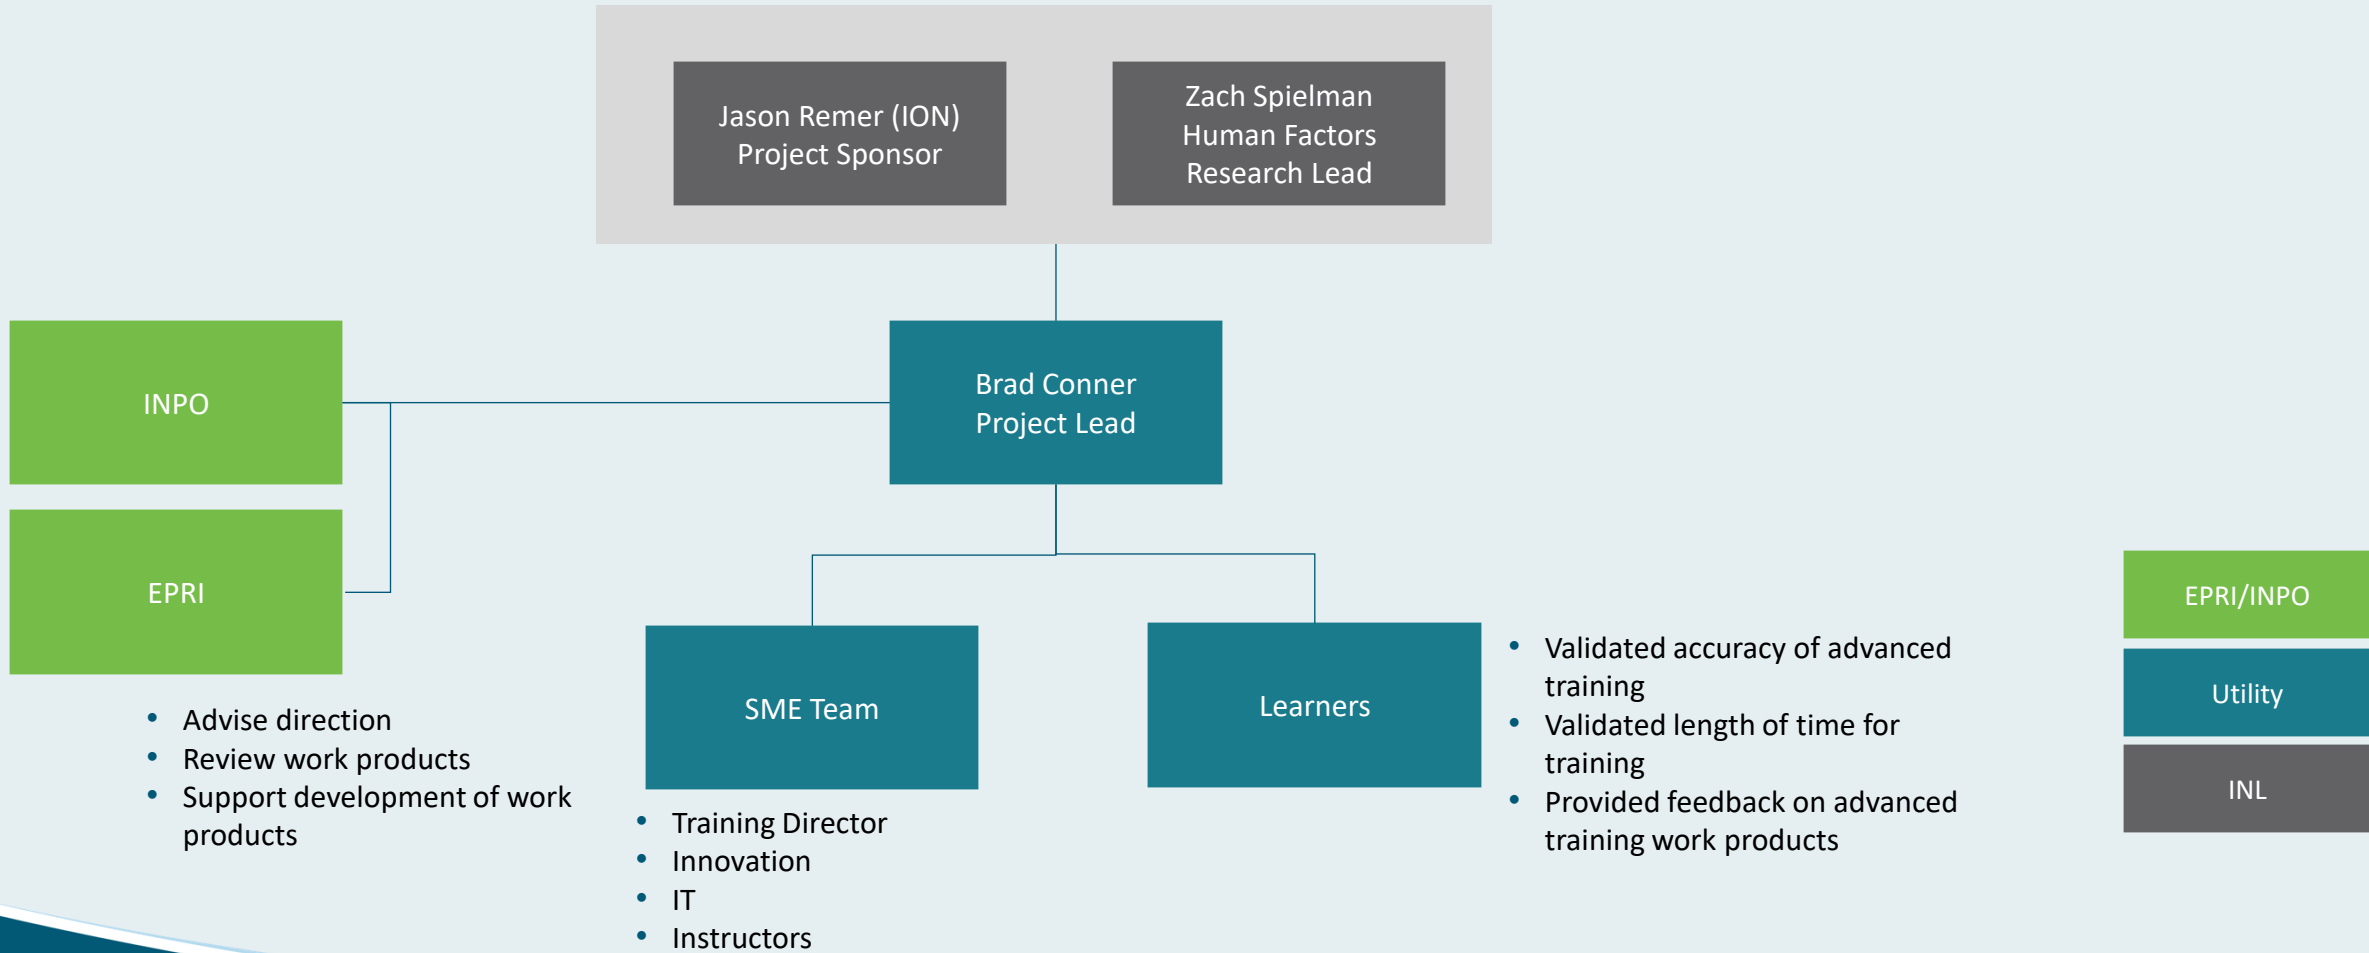 Jason Remer (ION)
Project Sponsor
Zach Spielman
Human Factors
Research Lead
INPO
Brad Conner
Project Lead
EPRI
• Advise direction
• Review work products
• Support development of work
products
SME Team
• Training Director
• Innovation
• IT
• Instructors
Learners
• Validated accuracy of advanced
training
• Validated length of time for
training
• Provided feedback on advanced
training work products
EPRI/INPO
Utility
INL